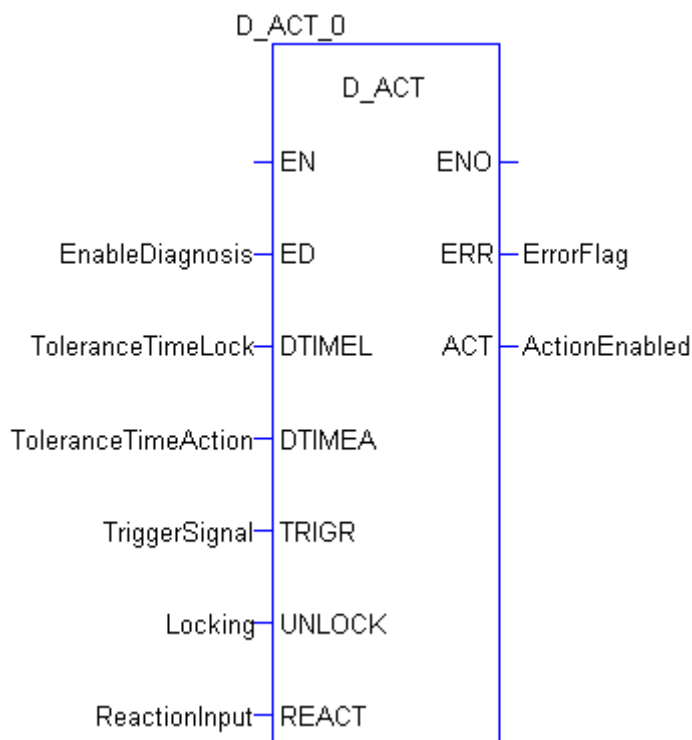 D_ACT_0
D_ACT
EN ENO
EnableDiagnosis ED ERR ErrorFlag
ToleranceTimeLock DTIMEL ACT ActionEnabled
ToleranceTimeAction DTIMEA
TriggerSignal TRIGR
Locking UNLOCK
ReactionInput REACT